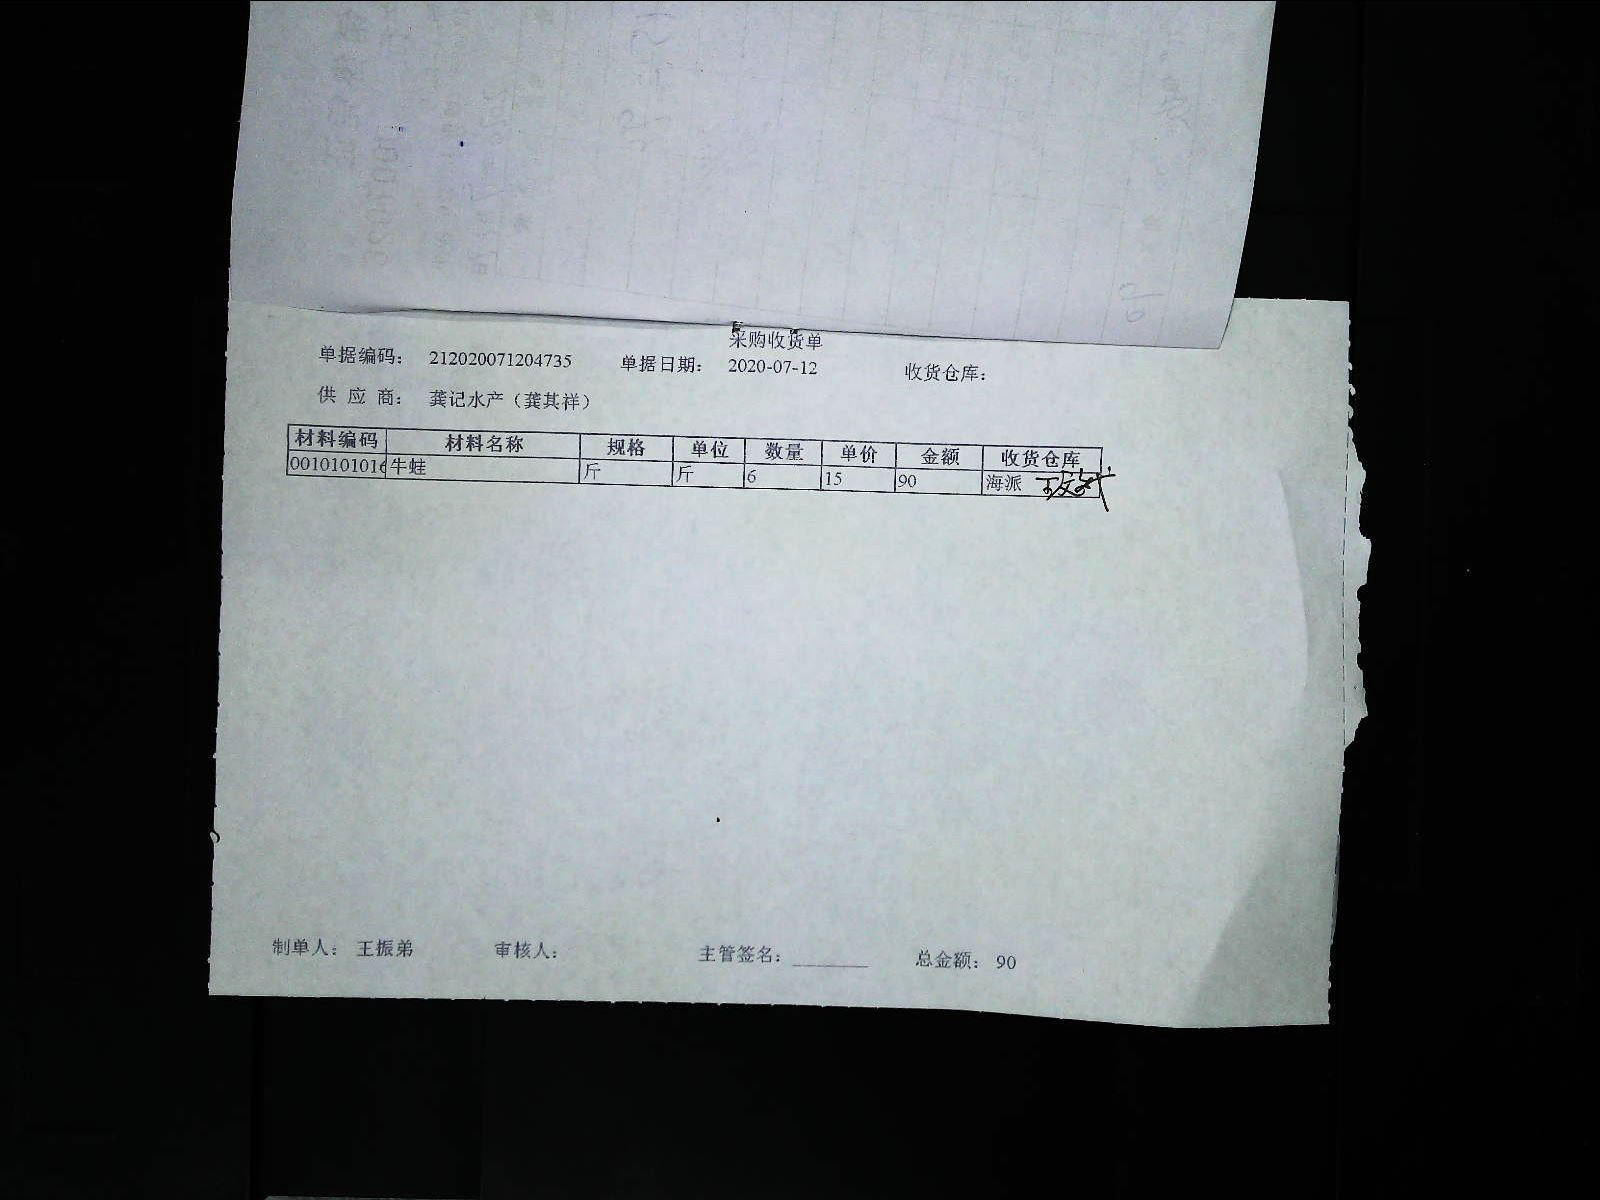 采购收货单
单据编码： 212020071204735 单据日期： 2020-07-12 收货仓库：
供 应 商： 龚记水产（龚其祥）
材料编码 材料名称 规格 单位 数量 单价 金额 收货仓库
001010101 牛蛙 斤 斤 6 15 90 海派
制单人： 王振弟 审核人： 主管签名：________ 总金额： 90